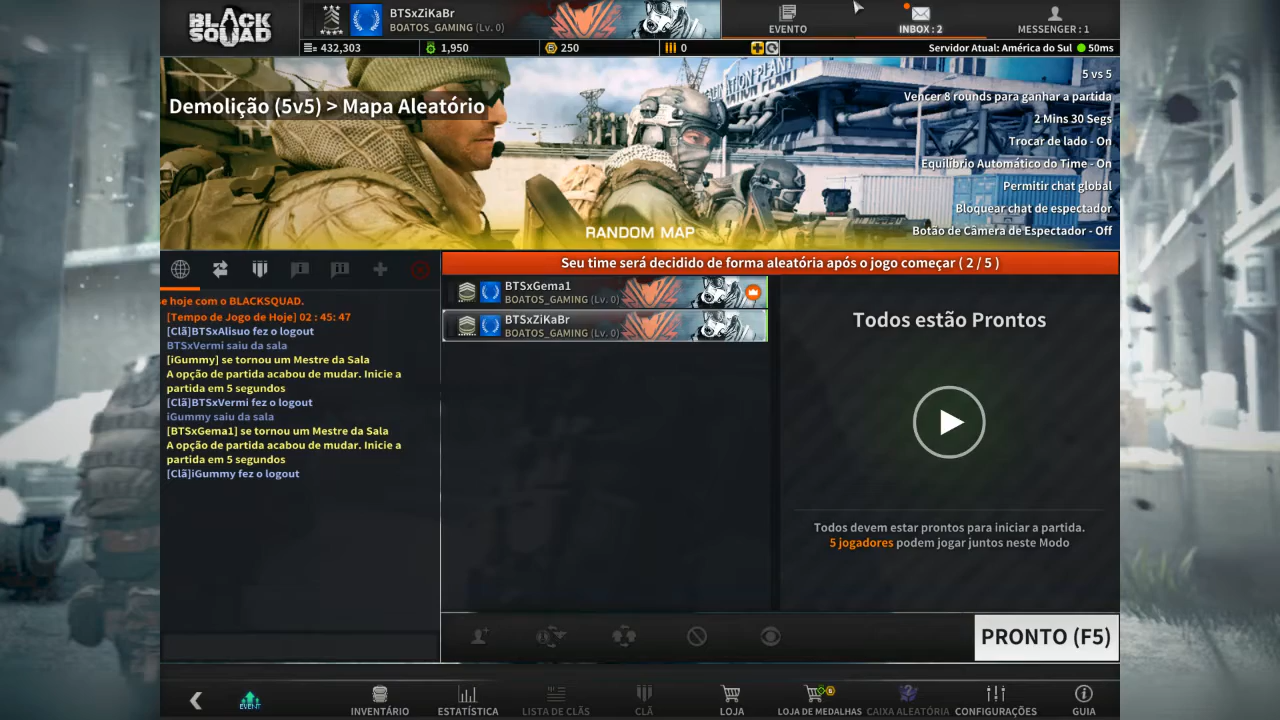 BLACK
SQUAD
BTSxZiKaBr
BOATOS_GAMING (Lv. 0)
432,303
1,950
250
0
EVENTO
INBOX : 2
MESSENGER : 1
Servidor Atual: América do Sul 50ms
Demolição (5v5) > Mapa Aleatório
5 vs 5
Vencer 8 rounds para ganhar a partida
2 Mins 30 Segs
Trocar de lado - On
Equilíbrio Automático do Time - On
Permitir chat global
Bloquear chat de espectador
Botão de Câmera de Espectador - Off
RANDOM MAP
se hoje com o BLACKSQUAD.
[Tempo de Jogo de Hoje] 02 : 45: 47
[Clã]BTSxAlisuo fez o logout
BTSxVermi saiu da sala
[iGummy] se tornou um Mestre da Sala
A opção de partida acabou de mudar. Inicie a
partida em 5 segundos
[Clã]BTSxVermi fez o logout
iGummy saiu da sala
[BTSxGema1] se tornou um Mestre da Sala
A opção de partida acabou de mudar. Inicie a
partida em 5 segundos
[Clã]iGummy fez o logout
Seu time será decidido de forma aleatória após o jogo começar ( 2 / 5 )
BTSxGema1
BOATOS_GAMING (Lv. 0)
BTSxZiKaBr
BOATOS_GAMING (Lv. 0)
Todos estão Prontos
Todos devem estar prontos para iniciar a partida.
5 jogadores podem jogar juntos neste Modo
PRONTO (F5)
EVENT
INVENTÁRIO
ESTATÍSTICA
LISTA DE CLÃS
CLÃ
LOJA
LOJA DE MEDALHAS
CAIXA ALEATÓRIA
CONFIGURAÇÕES
GUIA